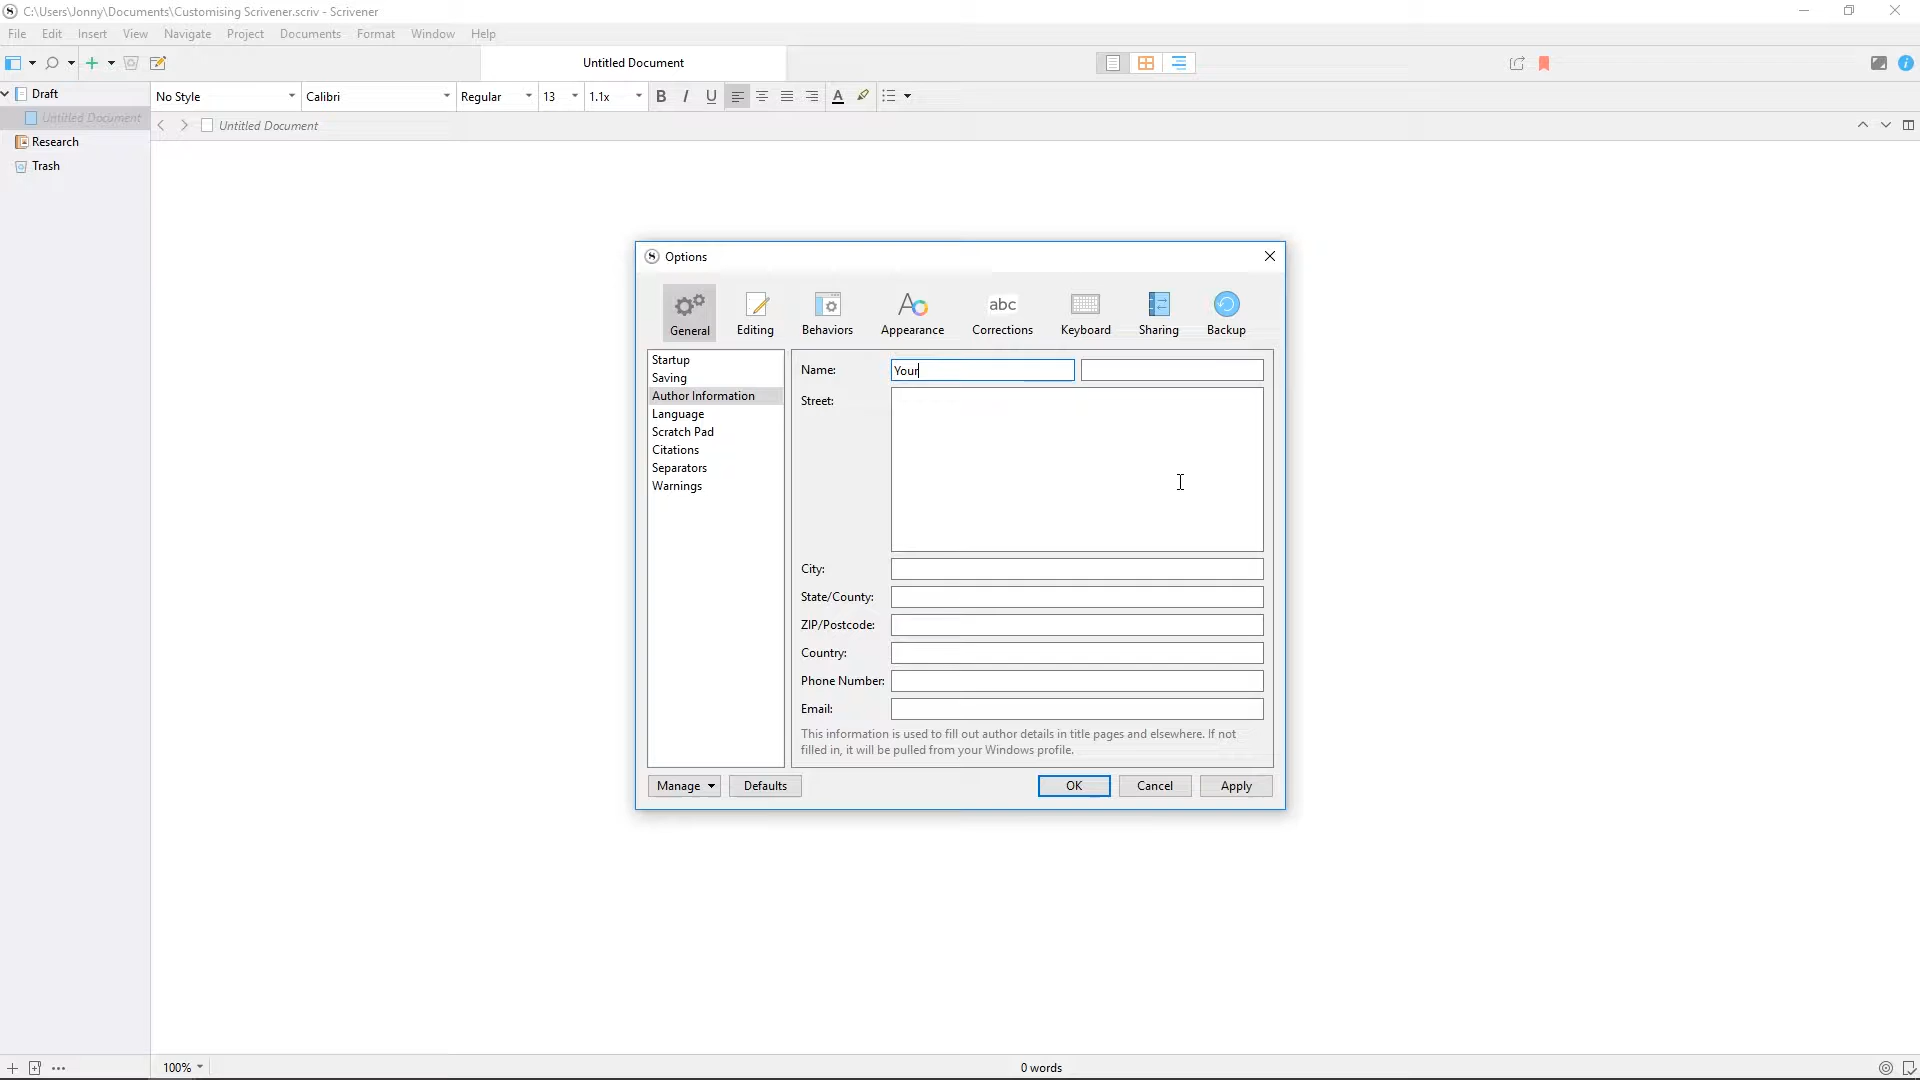 C:\Users\Jonny\Documents\Customising Scrivener.scriv - Scrivener
File Edit Insert View Navigate Project Documents Format Window Help
Untitled Document
Draft
No Style Calibri Regular 13 1.1x B I U A
Untitled Document
Untitled Document
Research
Trash
Options
abc
General Editing Behaviors Appearance Corrections Keyboard Sharing Backup
Startup
Saving
Author Information
Language
Scratch Pad
Citations
Separators
Warnings
Name: Your
Street:
City:
State/County:
ZIP/Postcode:
Country:
Phone Number:
Email:
This information is used to fill out author details in title pages and elsewhere. If not
filled in, it will be pulled from your Windows profile.
Manage Defaults OK Cancel Apply
100% 0 words